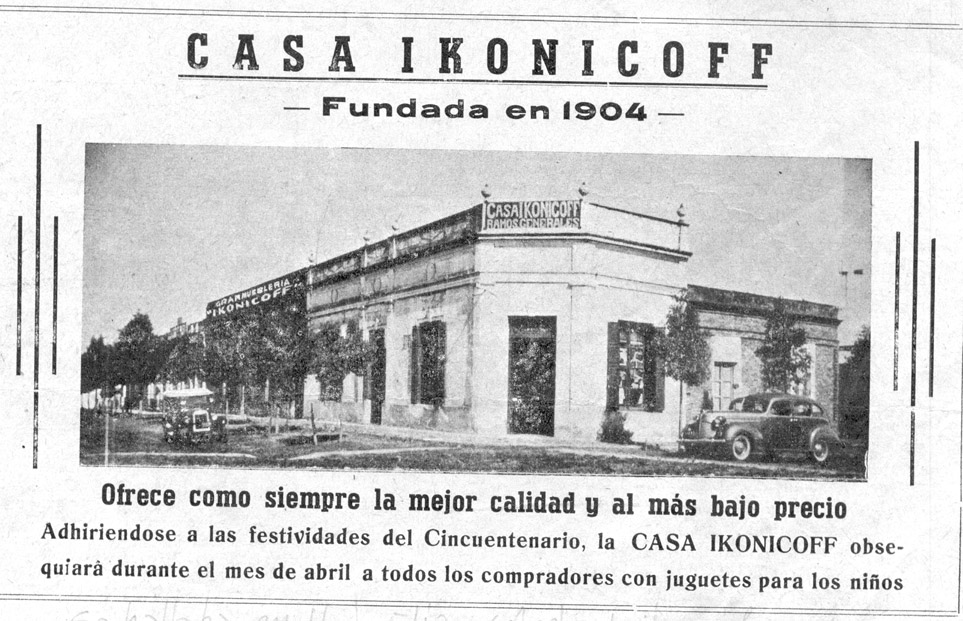 CASA IKONICOFF
— Fundada en 1904 —
CASA IKONICOFF
RAMOS GENERALES
GRAN MUEBLERIA
"IKONICOFF"
Ofrece como siempre la mejor calidad y al más bajo precio
Adhiriendose a las festividades del Cincuentenario, la CASA IKONICOFF obse-
quiará durante el mes de abril a todos los compradores con juguetes para los niños